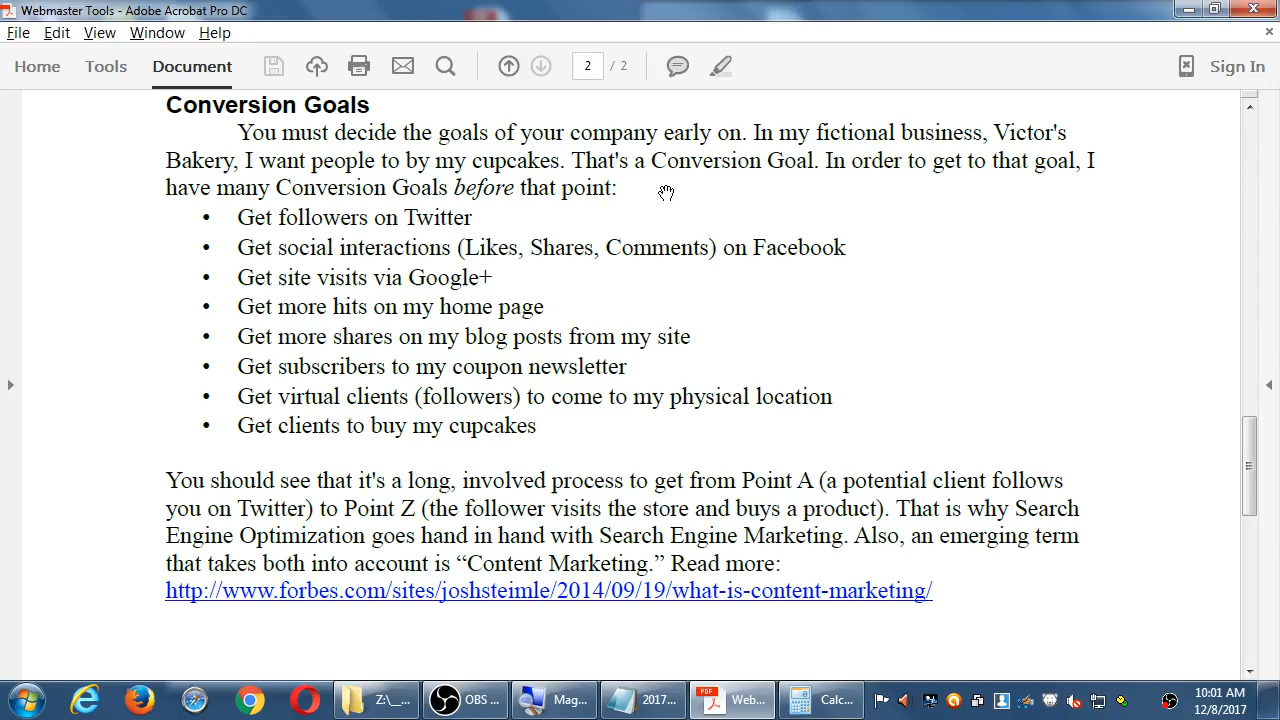 Webmaster Tools - Adobe Acrobat Pro DC
File Edit View Window Help
Home Tools Document 2 / 2 Sign In
Conversion Goals
You must decide the goals of your company early on. In my fictional business, Victor's
Bakery, I want people to by my cupcakes. That's a Conversion Goal. In order to get to that goal, I
have many Conversion Goals before that point:
• Get followers on Twitter
• Get social interactions (Likes, Shares, Comments) on Facebook
• Get site visits via Google+
• Get more hits on my home page
• Get more shares on my blog posts from my site
• Get subscribers to my coupon newsletter
• Get virtual clients (followers) to come to my physical location
• Get clients to buy my cupcakes
You should see that it's a long, involved process to get from Point A (a potential client follows
you on Twitter) to Point Z (the follower visits the store and buys a product). That is why Search
Engine Optimization goes hand in hand with Search Engine Marketing. Also, an emerging term
that takes both into account is “Content Marketing.” Read more:
http://www.forbes.com/sites/joshsteimle/2014/09/19/what-is-content-marketing/
Z:\_... OBS ... Mag... 2017... PDF Web... Calc... 10:01 AM
12/8/2017